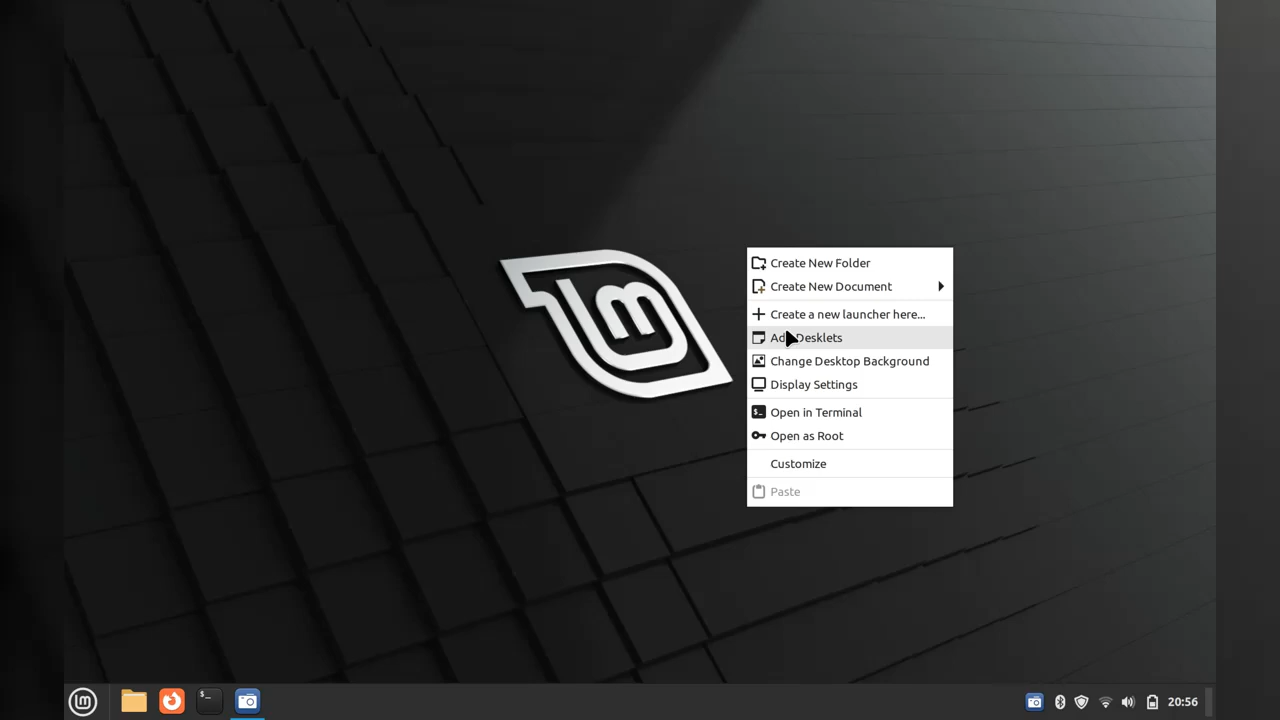 Create New Folder
Create New Document
Create a new launcher here...
Add Desklets
Change Desktop Background
Display Settings
Open in Terminal
Open as Root
Customize
Paste
20:56